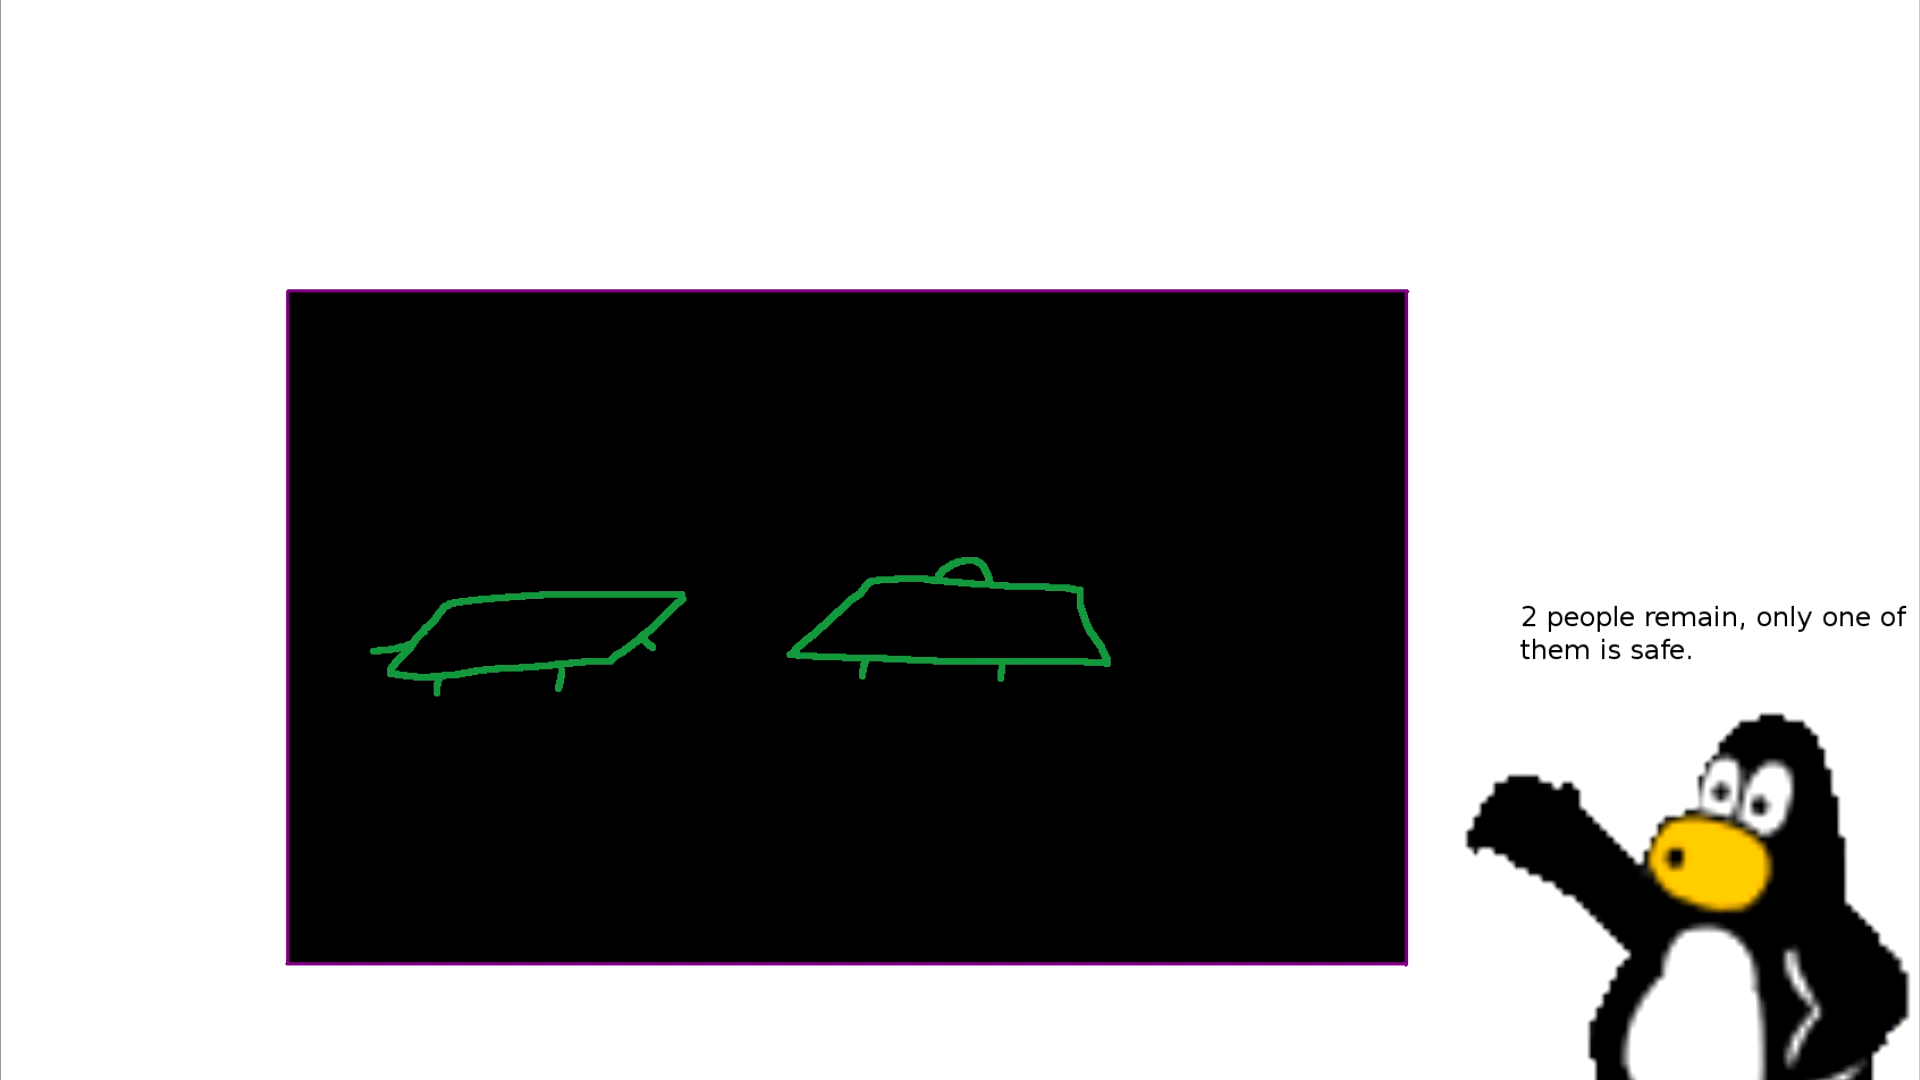 2 people remain, only one of
them is safe.